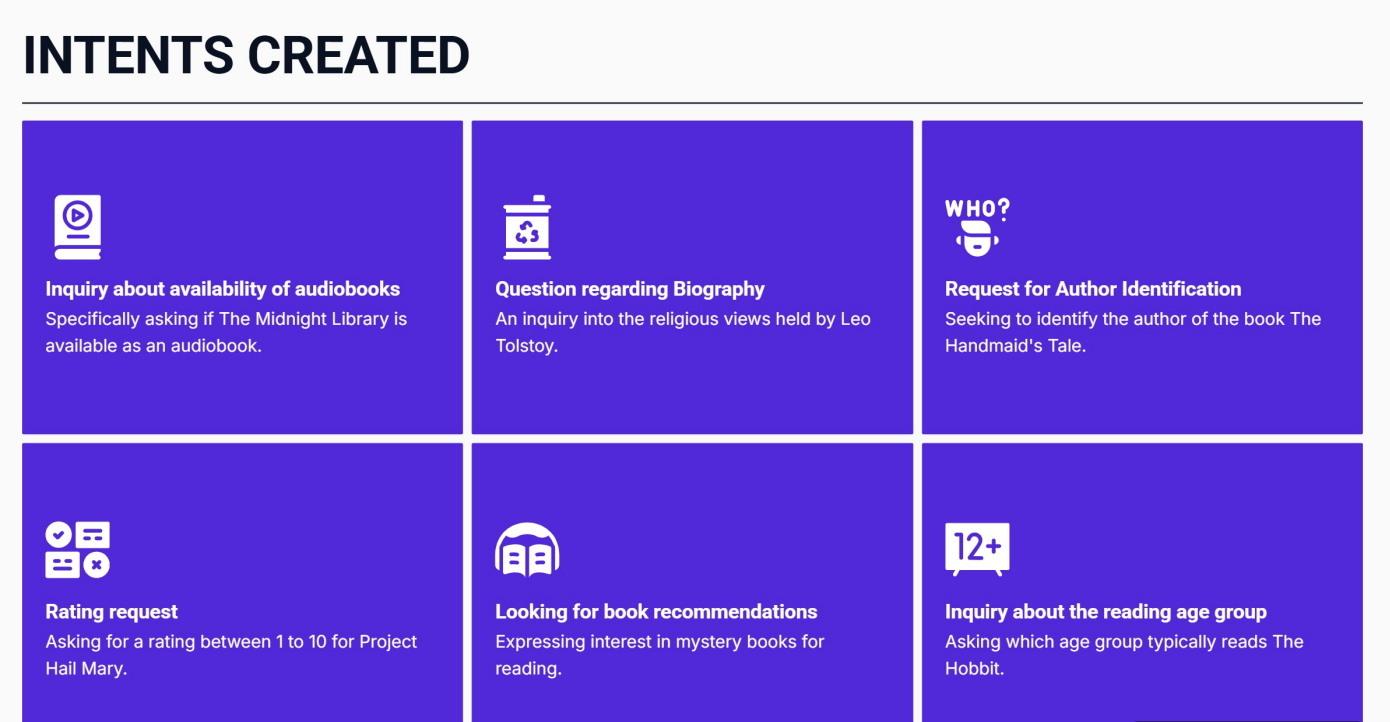 INTENTS CREATED
Inquiry about availability of audiobooks
Specifically asking if The Midnight Library is
available as an audiobook.
Question regarding Biography
An inquiry into the religious views held by Leo
Tolstoy.
WHO?
Request for Author Identification
Seeking to identify the author of the book The
Handmaid's Tale.
Rating request
Asking for a rating between 1 to 10 for Project
Hail Mary.
Looking for book recommendations
Expressing interest in mystery books for
reading.
12+
Inquiry about the reading age group
Asking which age group typically reads The
Hobbit.